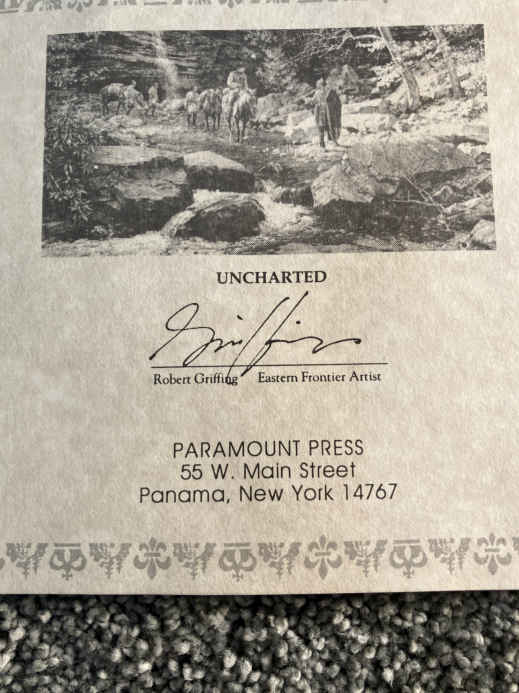 UNCHARTED
Griffing
Robert Griffing Eastern Frontier Artist
PARAMOUNT PRESS
55 W. Main Street
Panama, New York 14767